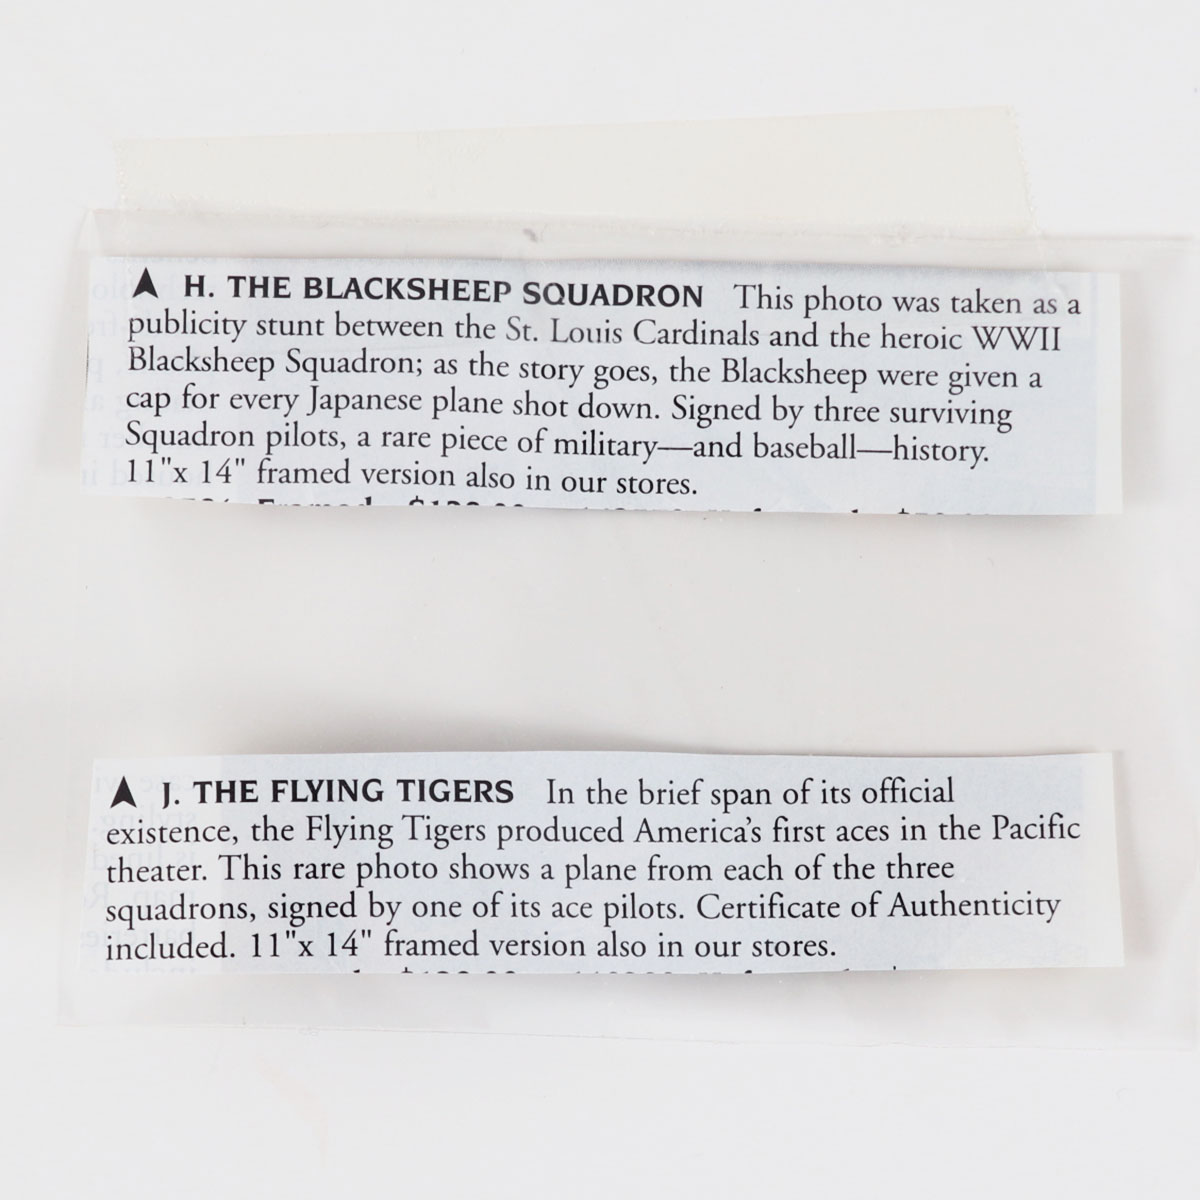 H. THE BLACKSHEEP SQUADRON This photo was taken as a
publicity stunt between the St. Louis Cardinals and the heroic WWII
Blacksheep Squadron; as the story goes, the Blacksheep were given a
cap for every Japanese plane shot down. Signed by three surviving
Squadron pilots, a rare piece of military—and baseball—history.
11"x 14" framed version also in our stores.
J. THE FLYING TIGERS In the brief span of its official
existence, the Flying Tigers produced America's first aces in the Pacific
theater. This rare photo shows a plane from each of the three
squadrons, signed by one of its ace pilots. Certificate of Authenticity
included. 11"x 14" framed version also in our stores.